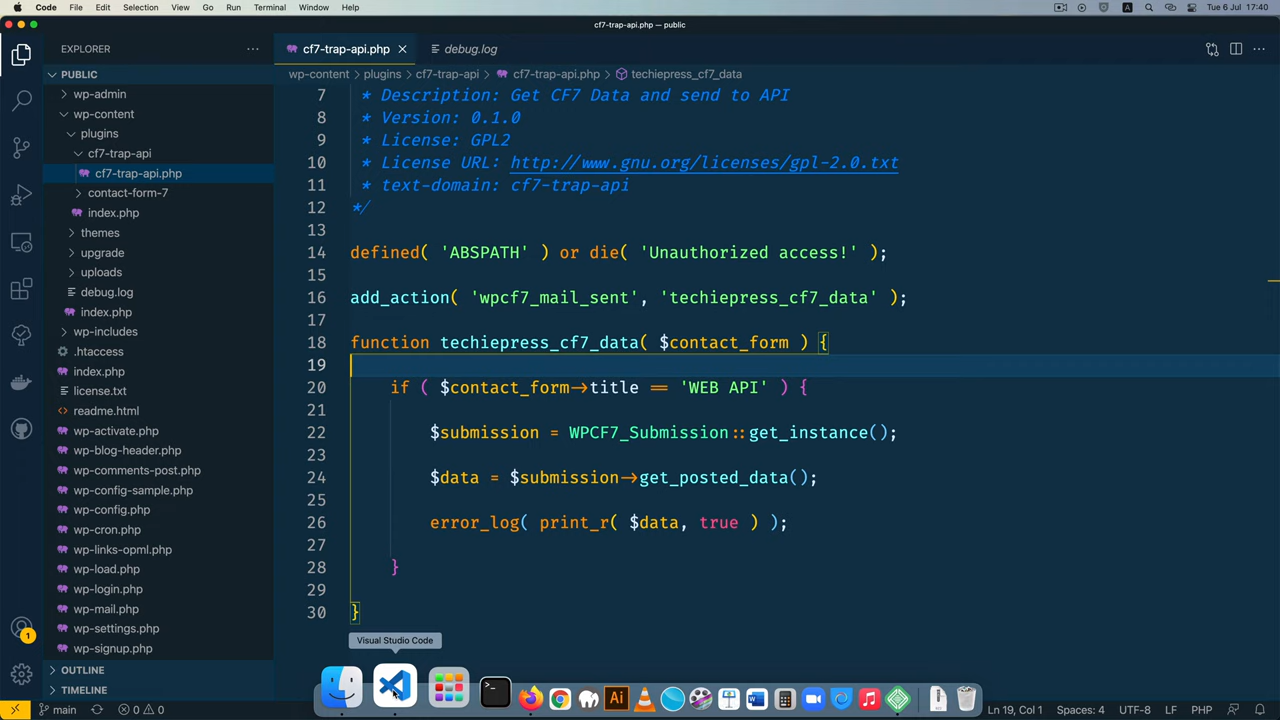 Code File Edit Selection View Go Run Terminal Window Help
A Tue 6 Jul 17:40
cf7-trap-api.php — public
EXPLORER
PUBLIC
wp-admin
wp-content
plugins
cf7-trap-api
cf7-trap-api.php
contact-form-7
index.php
themes
upgrade
uploads
debug.log
index.php
wp-includes
.htaccess
index.php
license.txt
readme.html
wp-activate.php
wp-blog-header.php
wp-comments-post.php
wp-config-sample.php
wp-config.php
wp-cron.php
wp-links-opml.php
wp-load.php
wp-login.php
wp-mail.php
wp-settings.php
wp-signup.php
OUTLINE
TIMELINE
1
cf7-trap-api.php debug.log
wp-content > plugins > cf7-trap-api > cf7-trap-api.php > techiepress_cf7_data
7 * Description: Get CF7 Data and send to API
8 * Version: 0.1.0
9 * License: GPL2
10 * License URL: http://www.gnu.org/licenses/gpl-2.0.txt
11 * text-domain: cf7-trap-api
12 */
13
14 defined( 'ABSPATH' ) or die( 'Unauthorized access!' );
15
16 add_action( 'wpcf7_mail_sent', 'techiepress_cf7_data' );
17
18 function techiepress_cf7_data( $contact_form ) {
19
20 if ( $contact_form->title == 'WEB API' ) {
21
22 $submission = WPCF7_Submission::get_instance();
23
24 $data = $submission->get_posted_data();
25
26 error_log( print_r( $data, true ) );
27
28 }
29
30 }
Visual Studio Code
Ai
W
main 0 0 Ln 19, Col 1 Spaces: 4 UTF-8 LF PHP